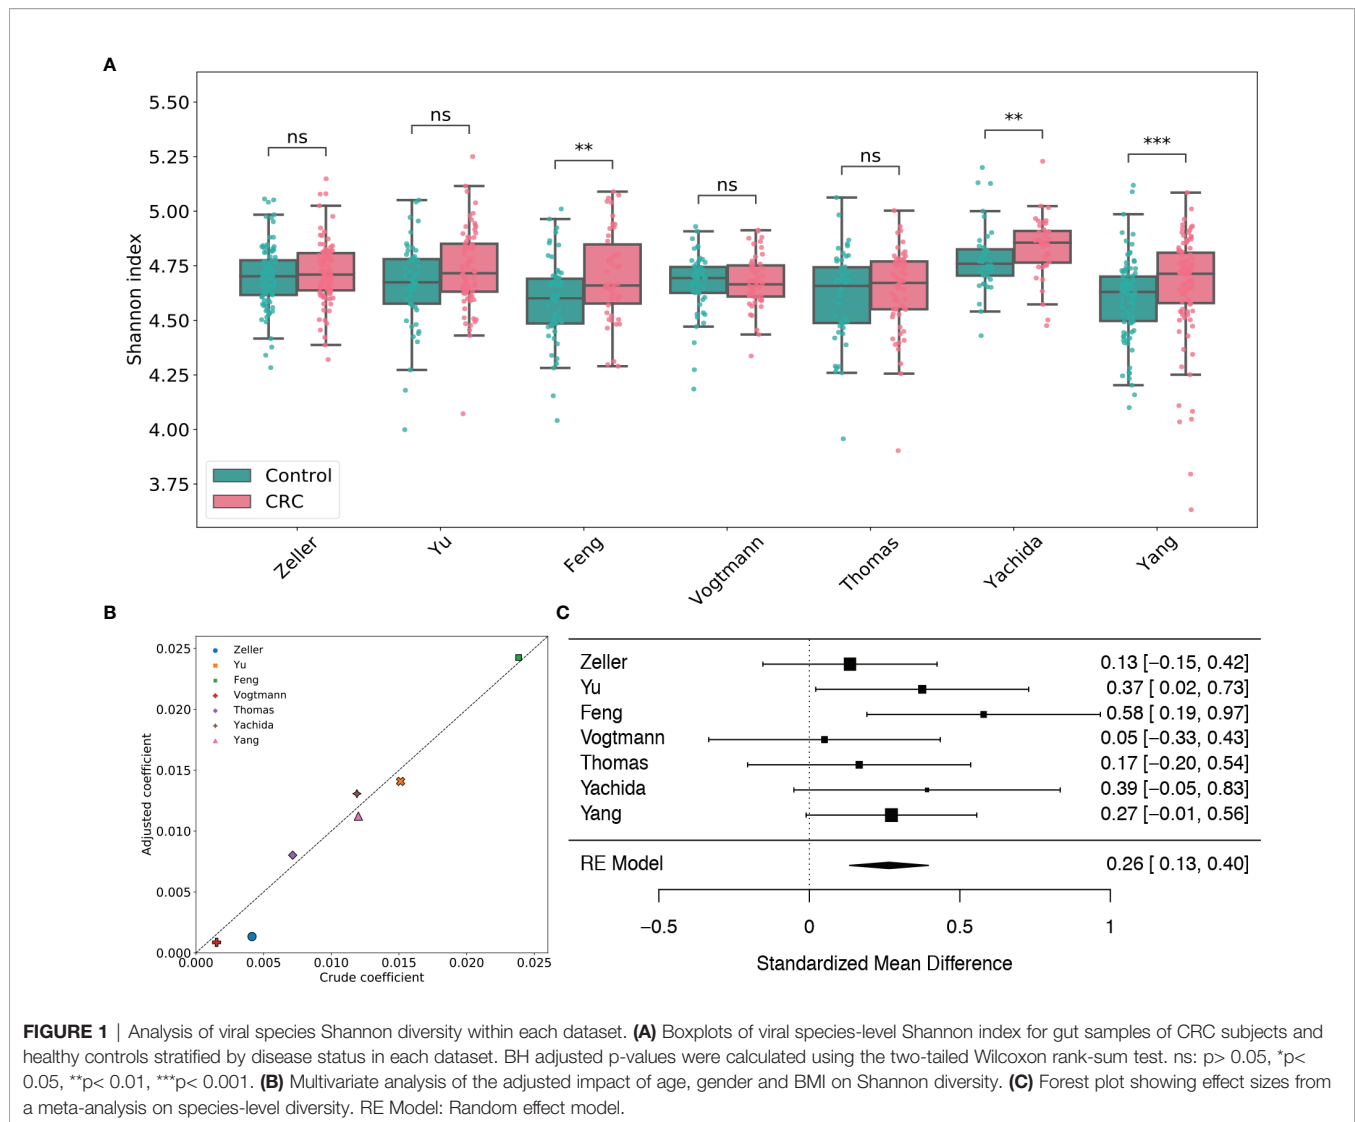 A
Shannon index
5.50
5.25
5.00
4.75
4.50
4.25
4.00
3.75
ns
ns
**
ns
ns
**
***
Control
CRC
Zeller
Yu
Feng
Vogtmann
Thomas
Yachida
Yang
B
Adjusted coefficient
0.025
0.020
0.015
0.010
0.005
0.000
Zeller
Yu
Feng
Vogtmann
Thomas
Yachida
Yang
0.000 0.005 0.010 0.015 0.020 0.025
Crude coefficient
C
Zeller 0.13 [−0.15, 0.42]
Yu 0.37 [ 0.02, 0.73]
Feng 0.58 [ 0.19, 0.97]
Vogtmann 0.05 [−0.33, 0.43]
Thomas 0.17 [−0.20, 0.54]
Yachida 0.39 [−0.05, 0.83]
Yang 0.27 [−0.01, 0.56]
RE Model 0.26 [ 0.13, 0.40]
−0.5 0 0.5 1
Standardized Mean Difference
FIGURE 1 | Analysis of viral species Shannon diversity within each dataset. (A) Boxplots of viral species-level Shannon index for gut samples of CRC subjects and
healthy controls stratified by disease status in each dataset. BH adjusted p-values were calculated using the two-tailed Wilcoxon rank-sum test. ns: p> 0.05, *p<
0.05, **p< 0.01, ***p< 0.001. (B) Multivariate analysis of the adjusted impact of age, gender and BMI on Shannon diversity. (C) Forest plot showing effect sizes from
a meta-analysis on species-level diversity. RE Model: Random effect model.